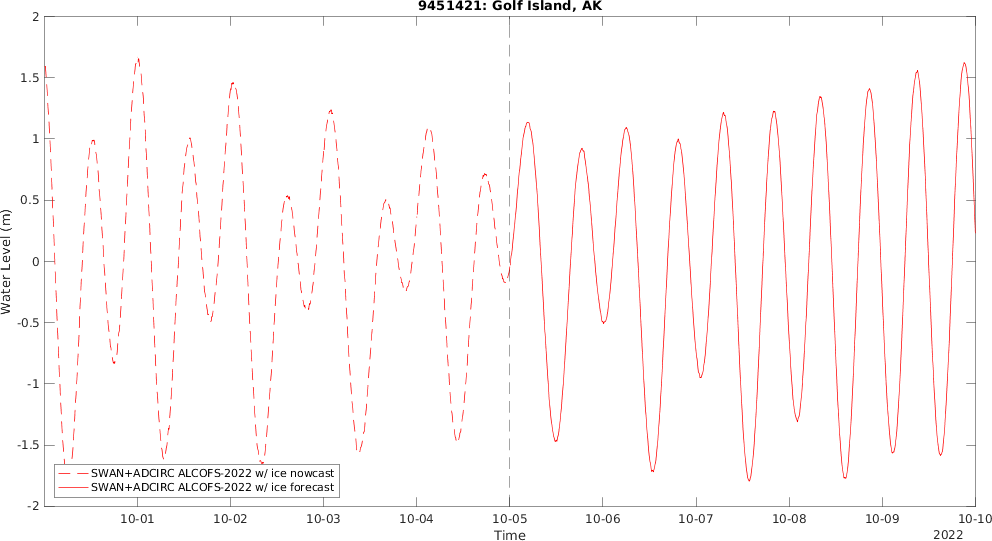 9451421: Golf Island, AK
2
1.5
1
0.5
0
-0.5
-1
-1.5
-2
Water Level (m)
SWAN+ADCIRC ALCOFS-2022 w/ ice nowcast
SWAN+ADCIRC ALCOFS-2022 w/ ice forecast
10-01 10-02 10-03 10-04 10-05 10-06 10-07 10-08 10-09 10-10
Time
2022